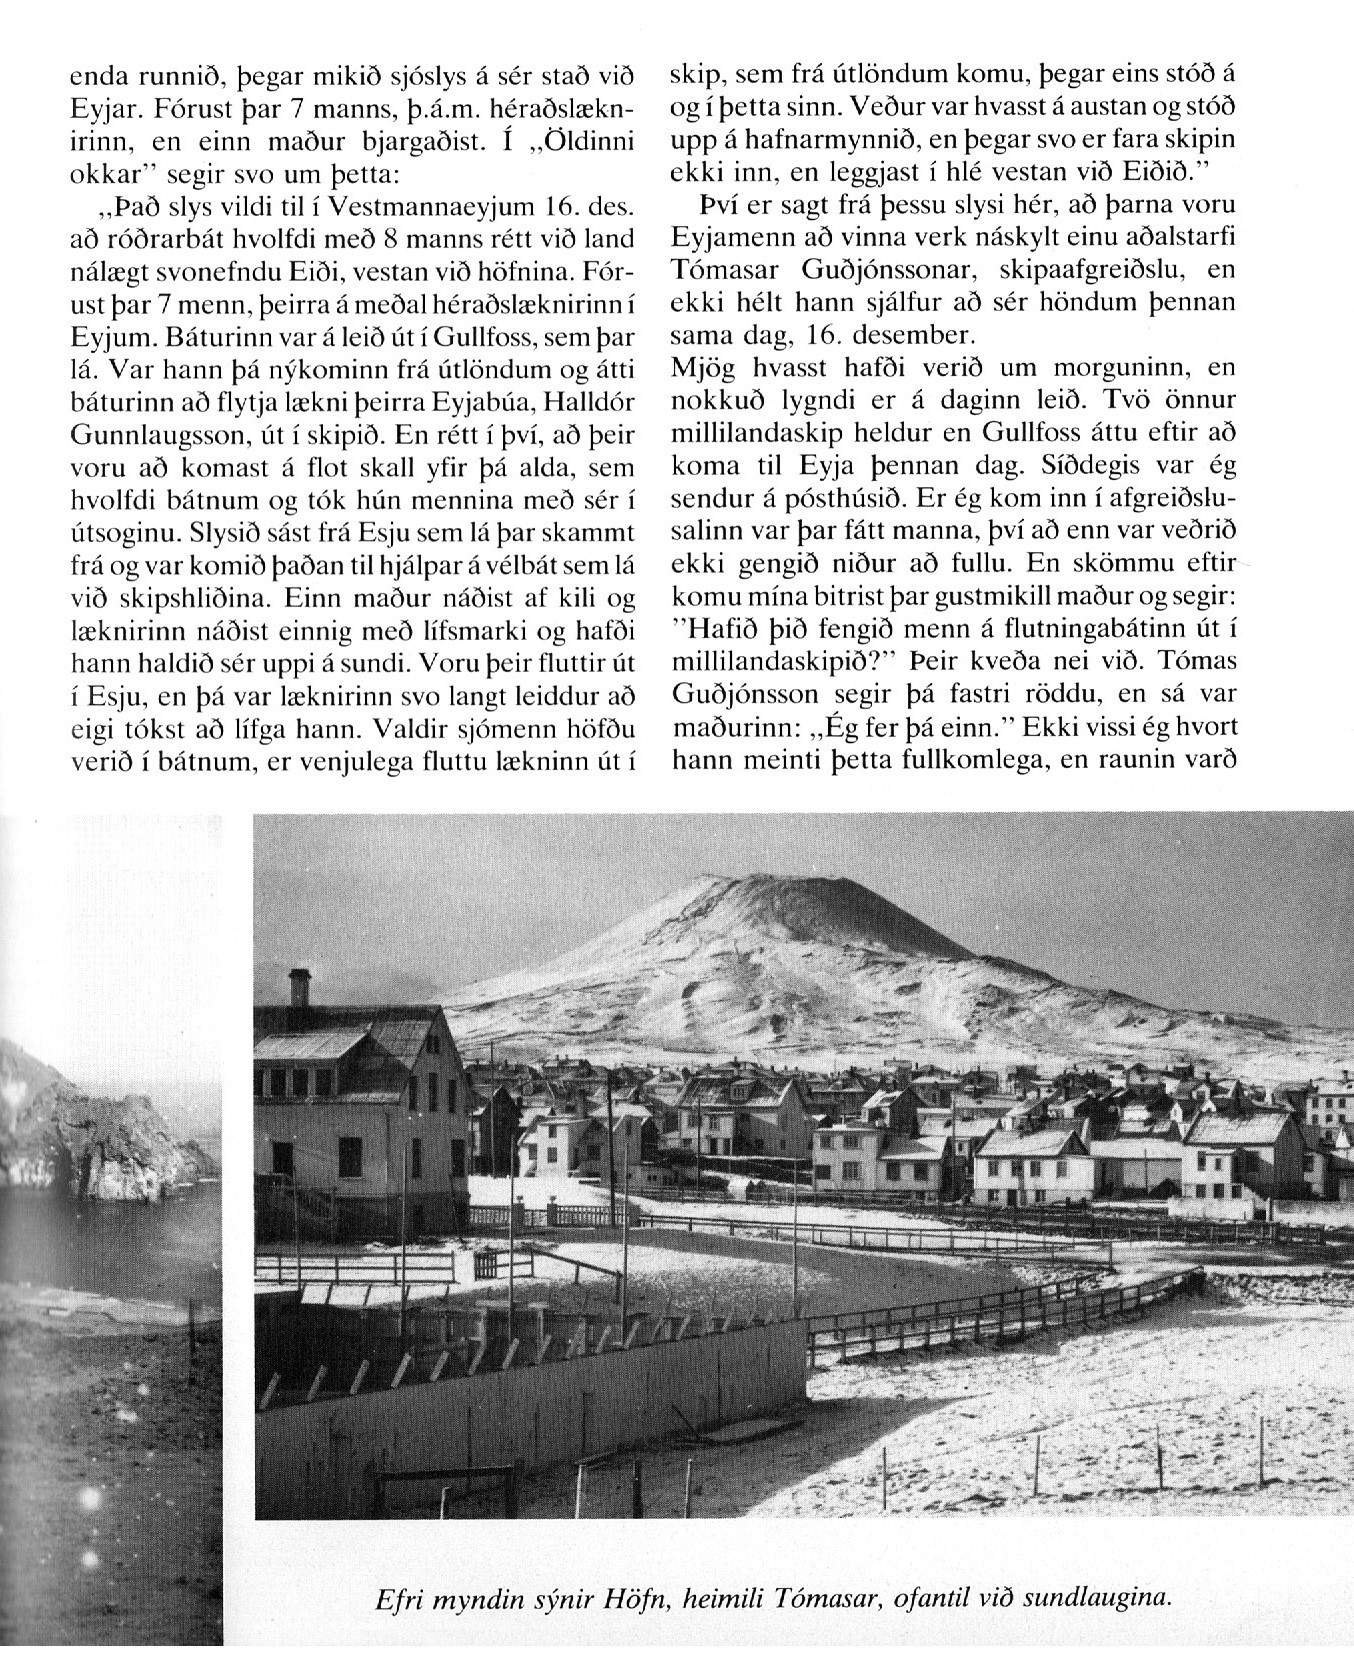 enda runnið, þegar mikið sjóslys á sér stað við
Eyjar. Fórust þar 7 manns, þ.á.m. héraðslækn-
irinn, en einn maður bjargaðist. Í ,,Öldinni
okkar” segir svo um þetta:
,,Það slys vildi til í Vestmannaeyjum 16. des.
að róðrarbát hvolfdi með 8 manns rétt við land
nálægt svonefndu Eiði, vestan við höfnina. Fór-
ust þar 7 menn, þeirra á meðal héraðslæknirinn í
Eyjum. Báturinn var á leið út í Gullfoss, sem þar
lá. Var hann þá nýkominn frá útlöndum og átti
báturinn að flytja lækni þeirra Eyjabúa, Halldór
Gunnlaugsson, út í skipið. En rétt í því, að þeir
voru að komast á flot skall yfir þá alda, sem
hvolfdi bátnum og tók hún mennina með sér í
útsoginu. Slysið sást frá Esju sem lá þar skammt
frá og var komið þaðan til hjálpar á vélbát sem lá
við skipshliðina. Einn maður náðist af kili og
læknirinn náðist einnig með lífsmarki og hafði
hann haldið sér uppi á sundi. Voru þeir fluttir út
í Esju, en þá var læknirinn svo langt leiddur að
eigi tókst að lífga hann. Valdir sjómenn höfðu
verið í bátnum, er venjulega fluttu lækninn út í
skip, sem frá útlöndum komu, þegar eins stóð á
og í þetta sinn. Veður var hvasst á austan og stóð
upp á hafnarmynnið, en þegar svo er fara skipin
ekki inn, en leggjast í hlé vestan við Eiðið.”
Því er sagt frá þessu slysi hér, að þarna voru
Eyjamenn að vinna verk náskylt einu aðalstarfi
Tómasar Guðjónssonar, skipaafgreiðslu, en
ekki hélt hann sjálfur að sér höndum þennan
sama dag, 16. desember.
Mjög hvasst hafði verið um morguninn, en
nokkuð lygndi er á daginn leið. Tvö önnur
millilandaskip heldur en Gullfoss áttu eftir að
koma til Eyja þennan dag. Síðdegis var ég
sendur á pósthúsið. Er ég kom inn í afgreiðslu-
salinn var þar fátt manna, því að enn var veðrið
ekki gengið niður að fullu. En skömmu eftir
komu mína bitrist þar gustmikill maður og segir:
”Hafið þið fengið menn á flutningabátinn út í
millilandaskipið?” Þeir kveða nei við. Tómas
Guðjónsson segir þá fastri röddu, en sá var
maðurinn: ,,Ég fer þá einn.” Ekki vissi ég hvort
hann meinti þetta fullkomlega, en raunin varð
Efri myndin sýnir Höfn, heimili Tómasar, ofantil við sundlaugina.